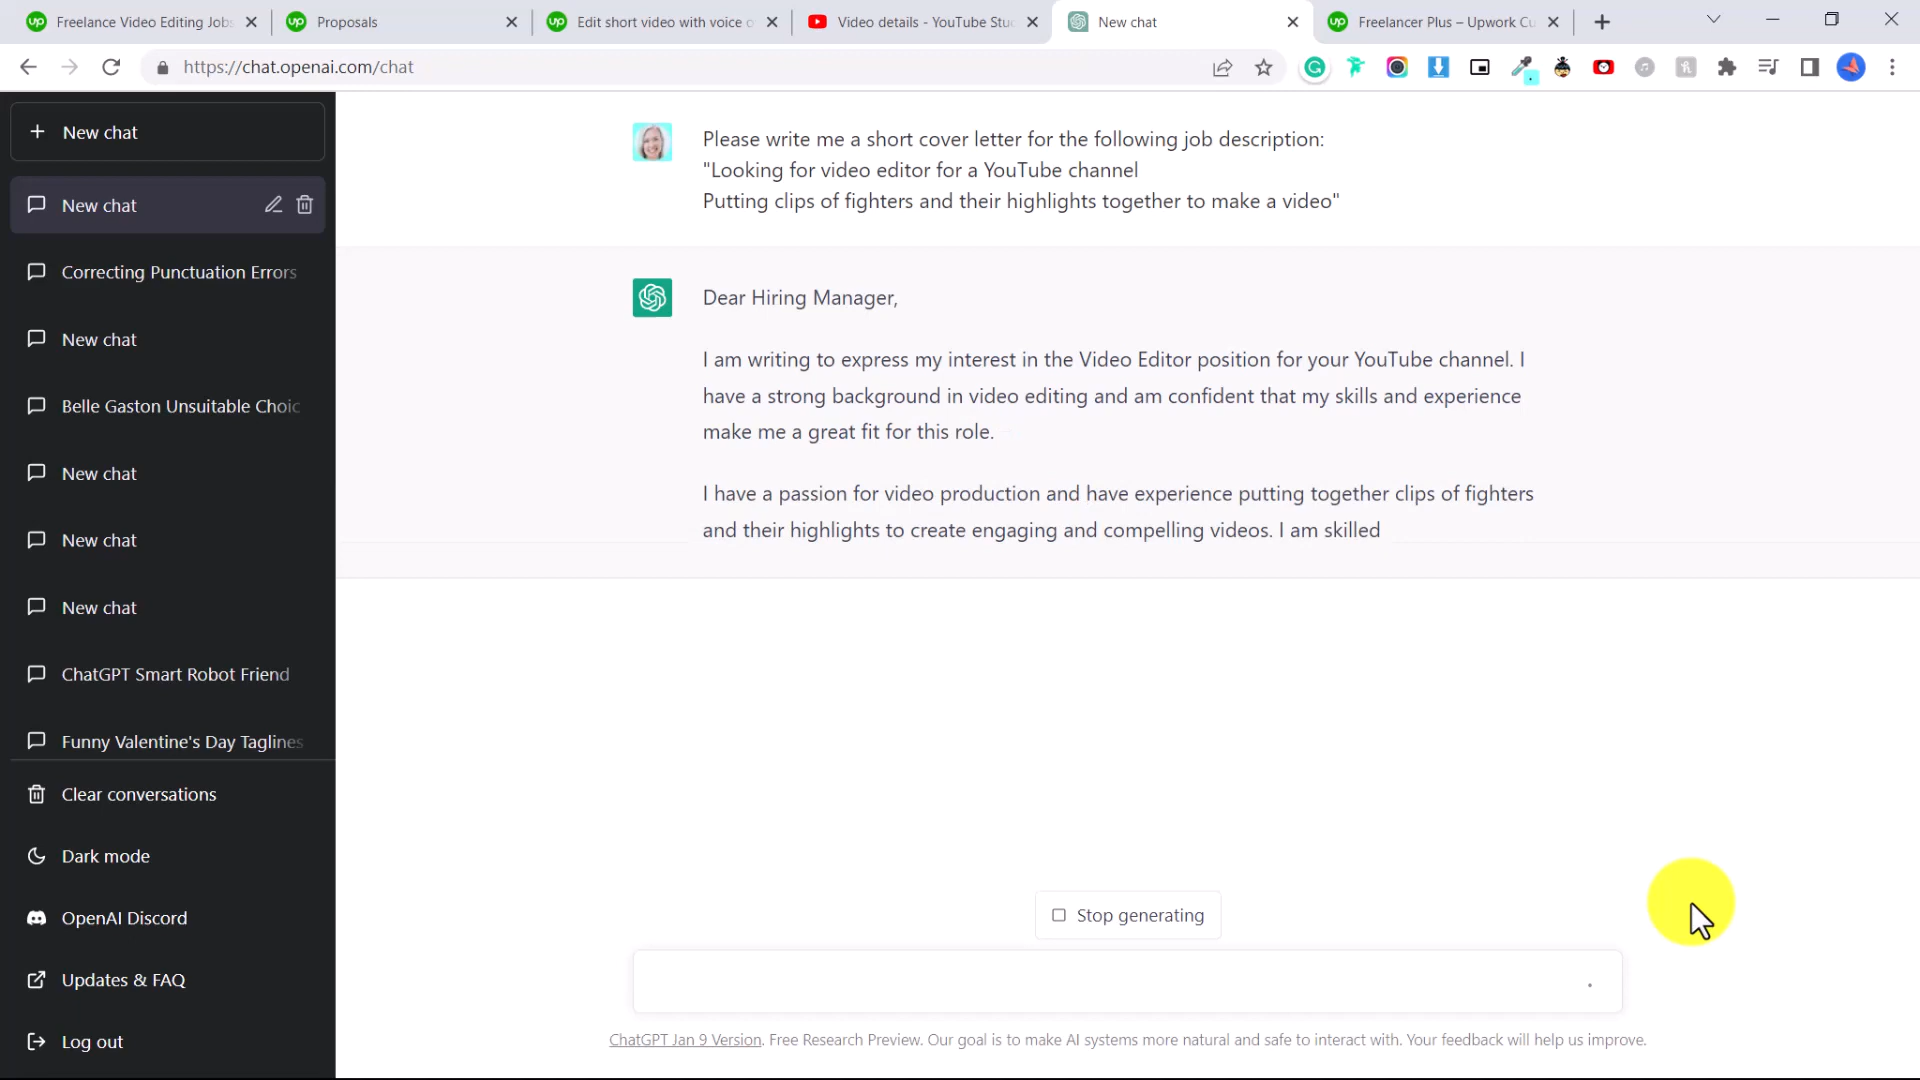 Freelance Video Editing Jobs
Proposals
Edit short video with voice o
Video details - YouTube Stu
New chat
Freelancer Plus – Upwork Cu
https://chat.openai.com/chat
New chat
New chat
Correcting Punctuation Errors
New chat
Belle Gaston Unsuitable Choic
New chat
New chat
New chat
ChatGPT Smart Robot Friend
Funny Valentine's Day Taglines
Clear conversations
Dark mode
OpenAI Discord
Updates & FAQ
Log out
Please write me a short cover letter for the following job description:
"Looking for video editor for a YouTube channel
Putting clips of fighters and their highlights together to make a video"
Dear Hiring Manager,
I am writing to express my interest in the Video Editor position for your YouTube channel. I
have a strong background in video editing and am confident that my skills and experience
make me a great fit for this role.
I have a passion for video production and have experience putting together clips of fighters
and their highlights to create engaging and compelling videos. I am skilled
Stop generating
ChatGPT Jan 9 Version. Free Research Preview. Our goal is to make AI systems more natural and safe to interact with. Your feedback will help us improve.